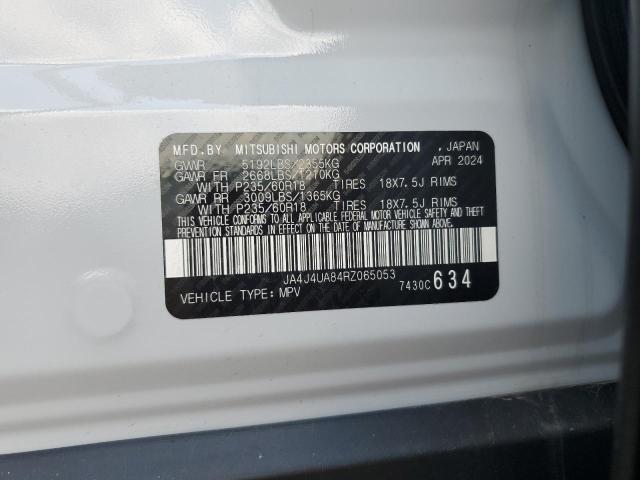 MFD.BY MITSUBISHI MOTORS CORPORATION , JAPAN
GVWR 5192LBS/2355KG APR 2024
GAWR FR 2668LBS/1210KG
WITH P235/60R18 TIRES 18X7.5J RIMS
GAWR RR 3009LBS/1365KG
WITH P235/60R18 TIRES 18X7.5J RIMS
THIS VEHICLE CONFORMS TO ALL APPLICABLE
FEDERAL MOTOR VEHICLE SAFETY AND THEFT
PREVENTION STANDARDS IN EFFECT ON THE DATE
OF MANUFACTURE SHOWN ABOVE.
JA4J4UA84RZ065053
VEHICLE TYPE: MPV 7430C 634